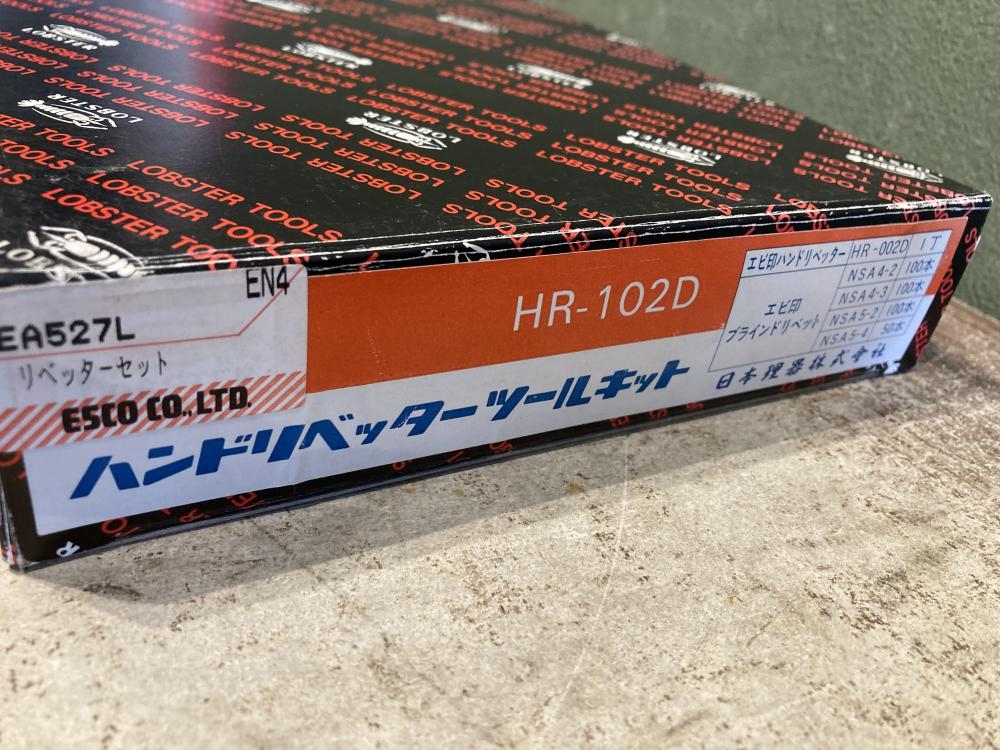 LOBSTER TOOLS
LOBSTER
EN4
EA527L
リベッターセット
ESCO CO., LTD.
HR-102D
ハンドリベッターツールキット
エビ印ハンドリベッター HR-002D 1丁
エビ印
ブラインドリベット
NSA4-2 100本
NSA4-3 100本
NSA5-2 100本
NSA5-4 50本
日本理器株式会社